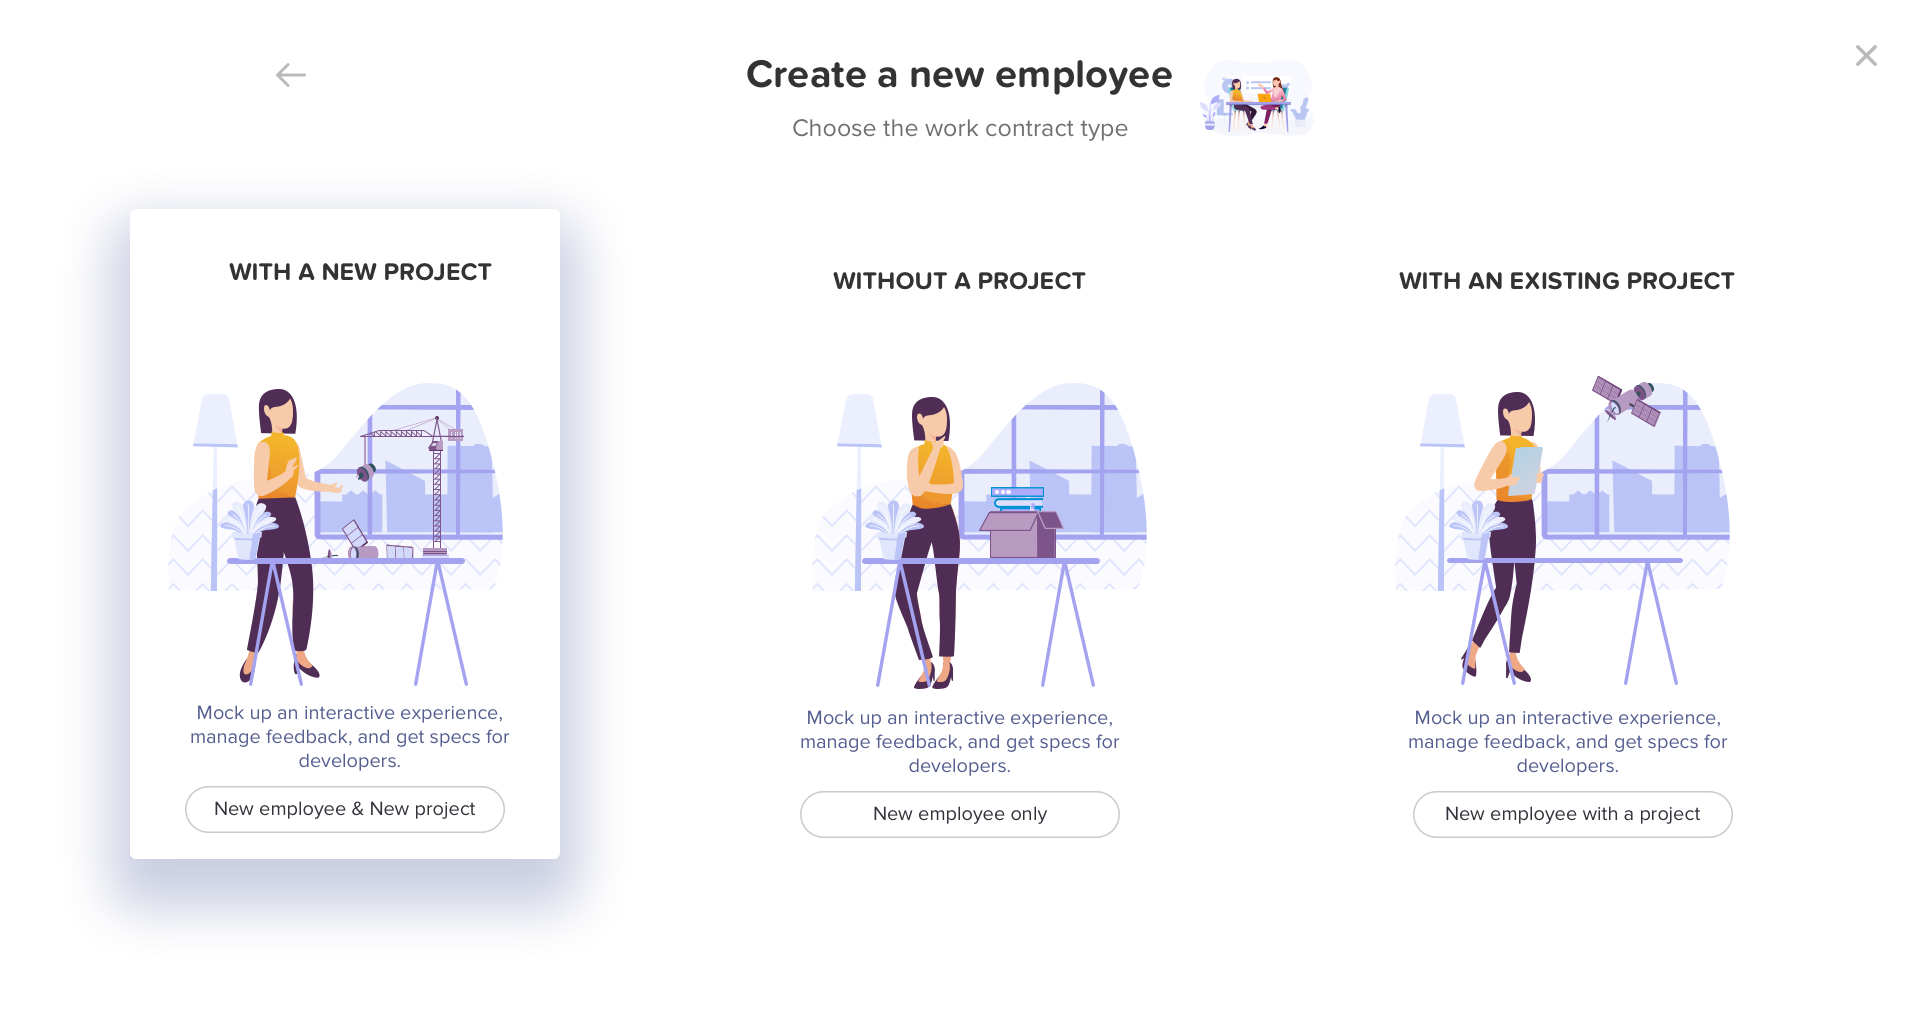 Create a new employee
Choose the work contract type
WITH A NEW PROJECT
Mock up an interactive experience,
manage feedback, and get specs for
developers.
New employee & New project
WITHOUT A PROJECT
Mock up an interactive experience,
manage feedback, and get specs for
developers.
New employee only
WITH AN EXISTING PROJECT
Mock up an interactive experience,
manage feedback, and get specs for
developers.
New employee with a project